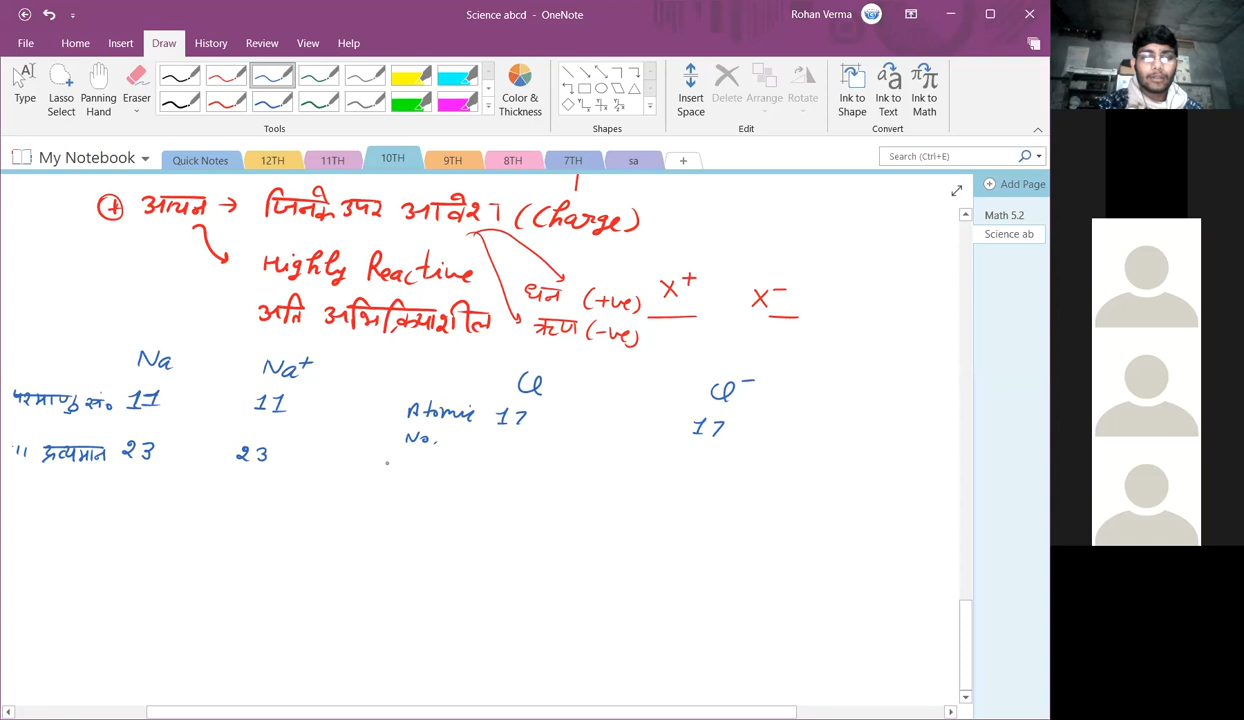 Science abcd - OneNote
Rohan Verma
File Home Insert Draw History Review View Help
Type
Lasso Select
Panning Hand
Eraser
Color & Thickness
Insert Space
Delete
Arrange
Rotate
Ink to Shape
Ink to Text
Ink to Math
Tools
Shapes
Edit
Convert
My Notebook
Quick Notes 12TH 11TH 10TH 9TH 8TH 7TH sa +
Search (Ctrl+E)
Add Page
Math 5.2
Science ab
आयन → जिनके उपर आवेश (Charge)
Highly Reactive
अति अभिक्रियाशील
धन (+ve) X+ X−
ऋण (-ve)
Na Na+ Cl Cl−
परमाणु सं० 11 11 Atomic No. 17 17
" द्रव्यमान 23 23